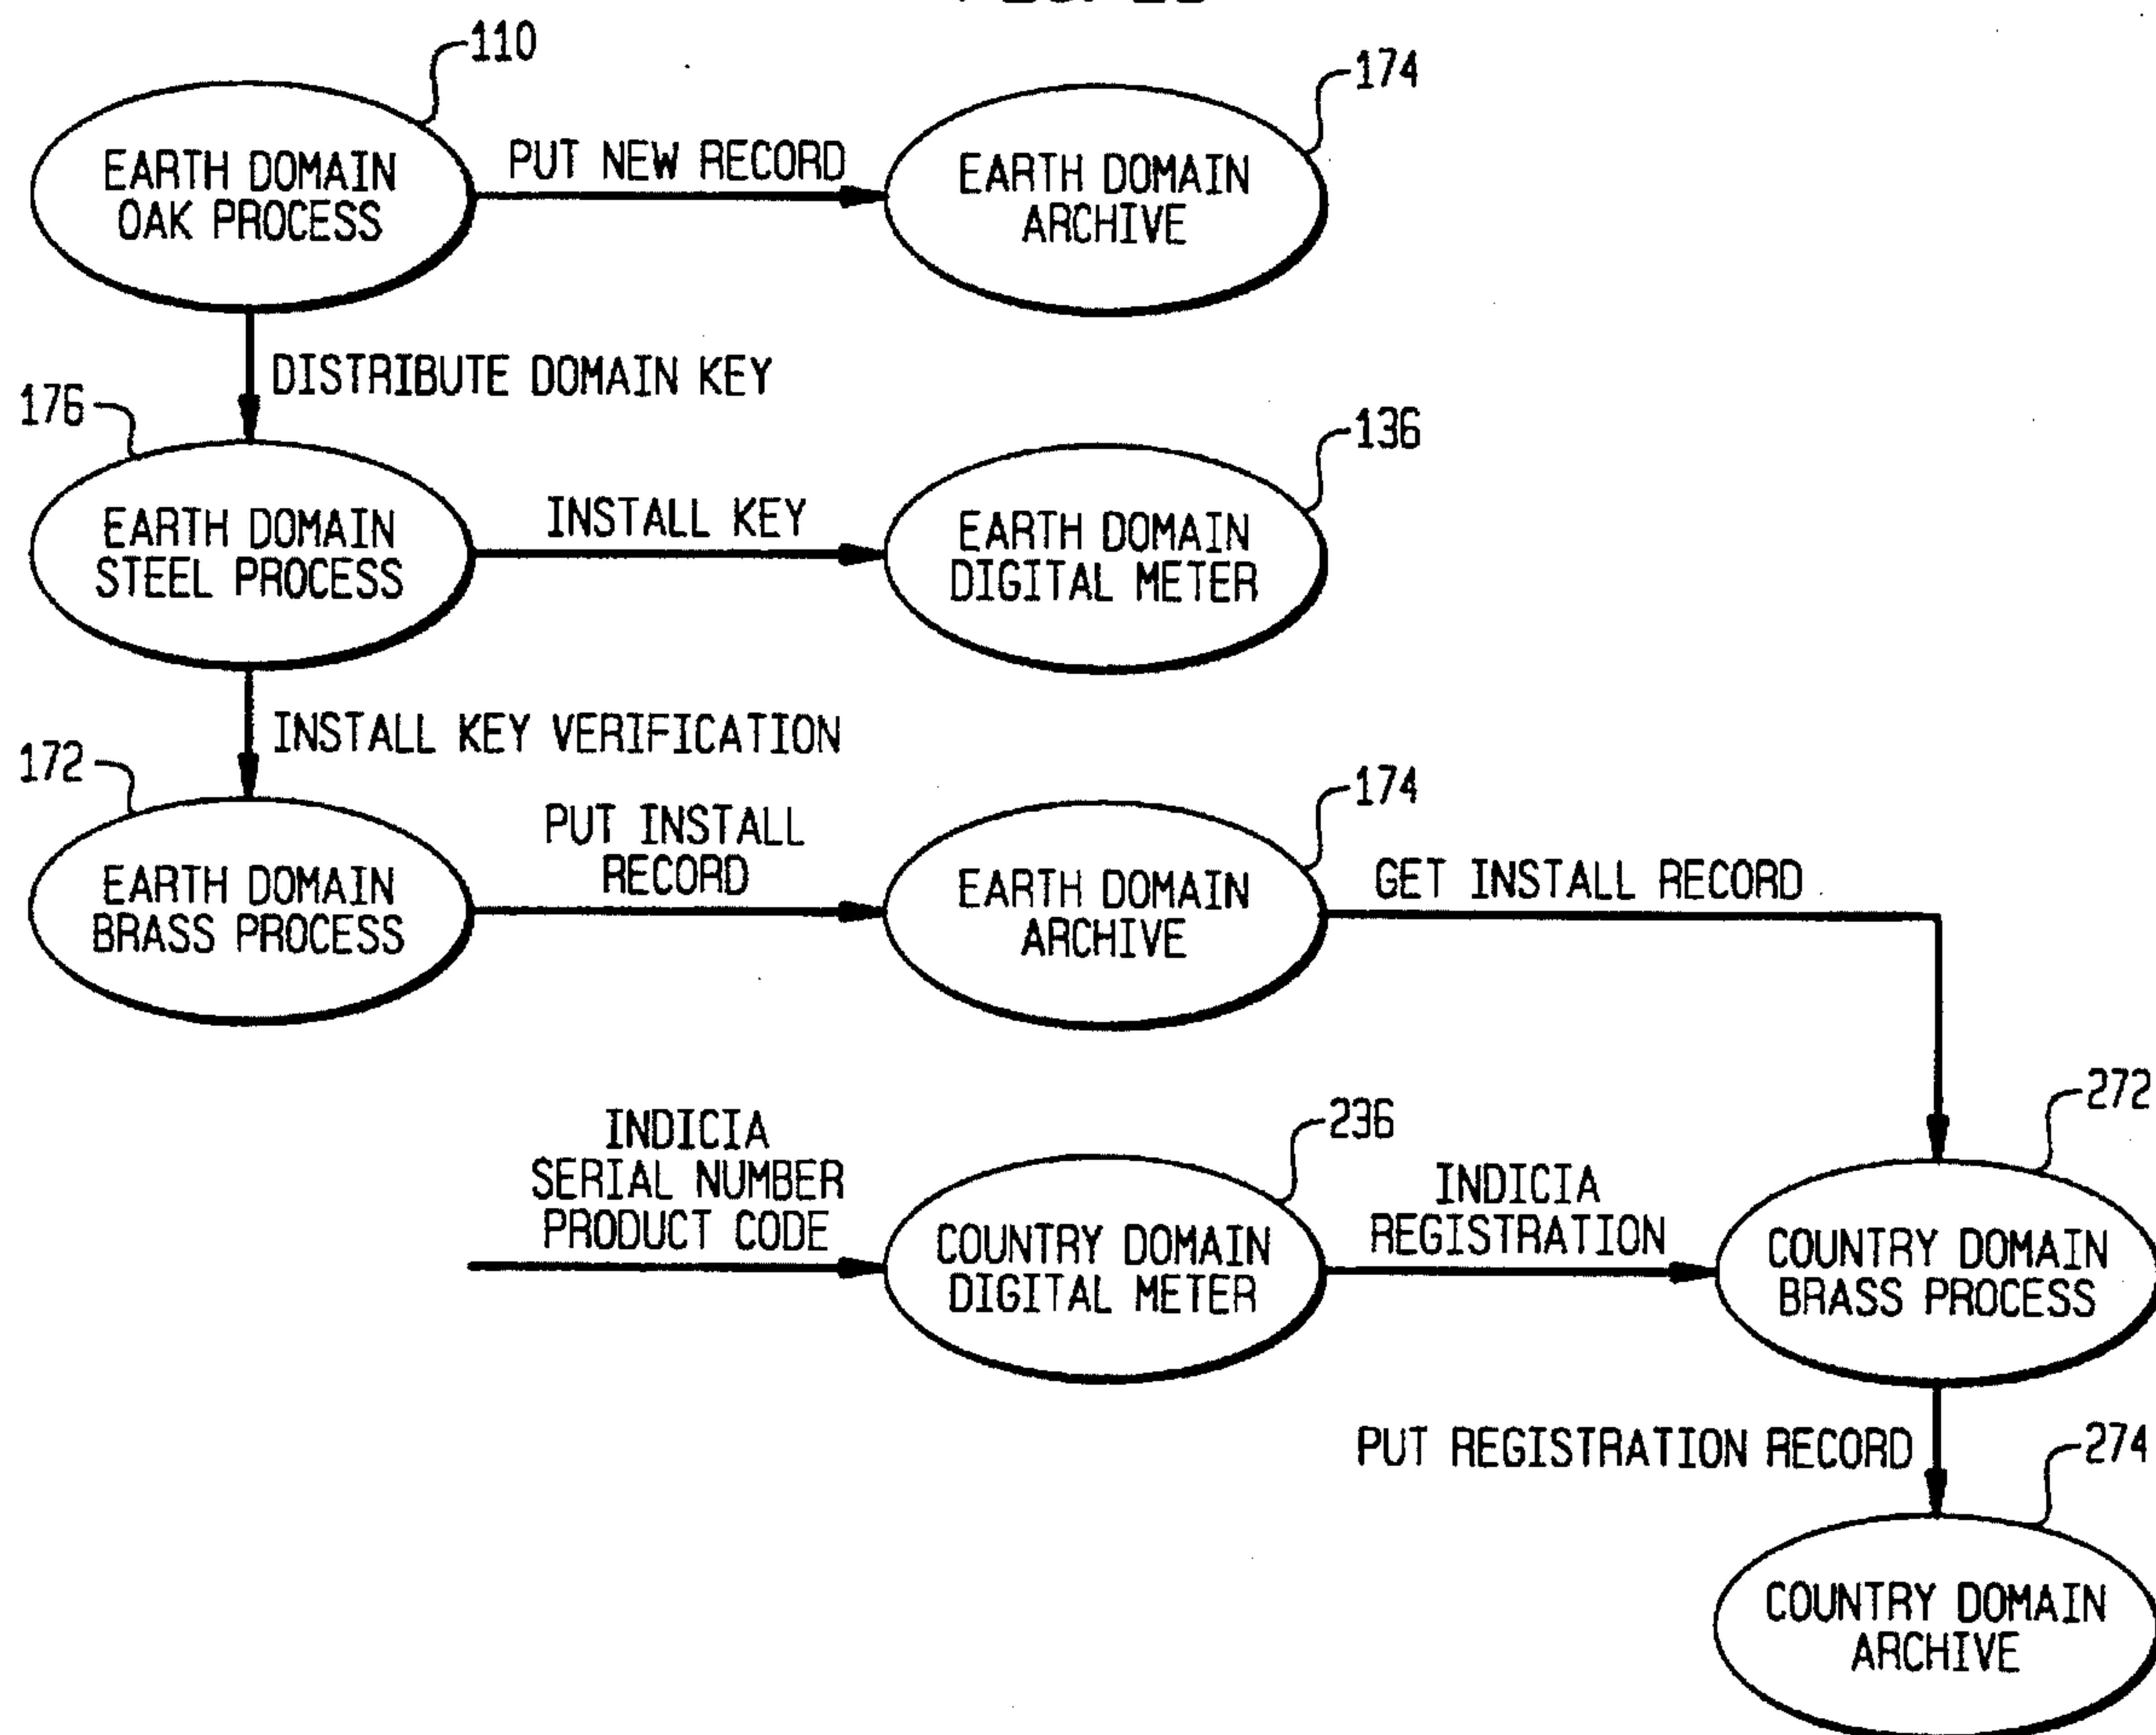 110
174
EARTH DOMAIN
OAK PROCESS
PUT NEW RECORD
EARTH DOMAIN
ARCHIVE
DISTRIBUTE DOMAIN KEY
176
136
EARTH DOMAIN
STEEL PROCESS
INSTALL KEY
EARTH DOMAIN
DIGITAL METER
INSTALL KEY VERIFICATION
172
174
EARTH DOMAIN
BRASS PROCESS
PUT INSTALL
RECORD
EARTH DOMAIN
ARCHIVE
GET INSTALL RECORD
272
INDICIA
SERIAL NUMBER
PRODUCT CODE
236
COUNTRY DOMAIN
DIGITAL METER
INDICIA
REGISTRATION
COUNTRY DOMAIN
BRASS PROCESS
PUT REGISTRATION RECORD
274
COUNTRY DOMAIN
ARCHIVE